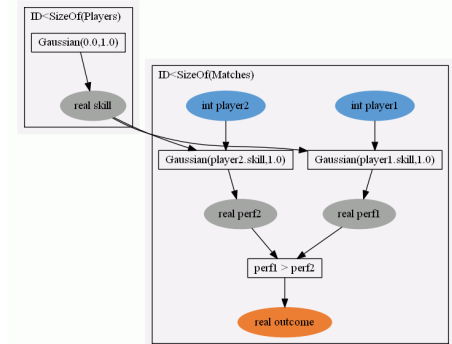 ID<SizeOf(Players)
Gaussian(0.0,1.0)
real skill
ID<SizeOf(Matches)
int player2
int player1
Gaussian(player2.skill,1.0)
Gaussian(player1.skill,1.0)
real perf2
real perf1
perf1 > perf2
real outcome